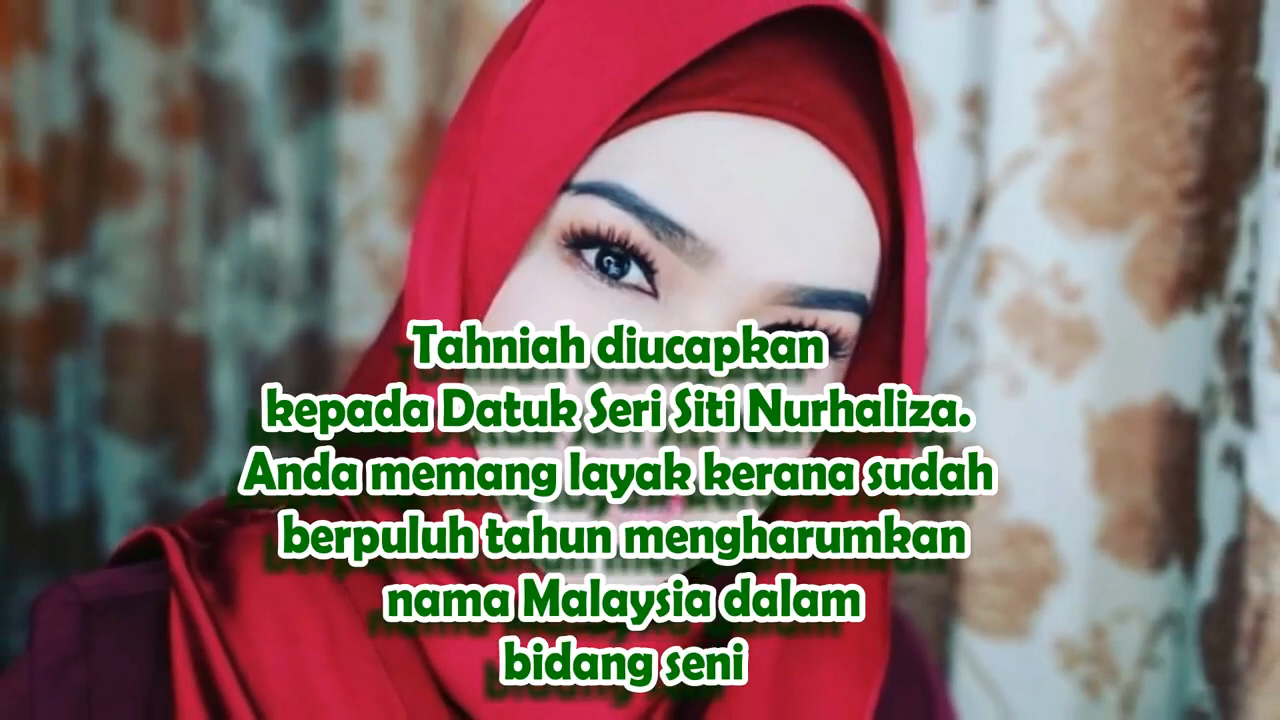 Tahniah diucapkan
kepada Datuk Seri Siti Nurhaliza.
Anda memang layak kerana sudah
berpuluh tahun mengharumkan
nama Malaysia dalam
bidang seni